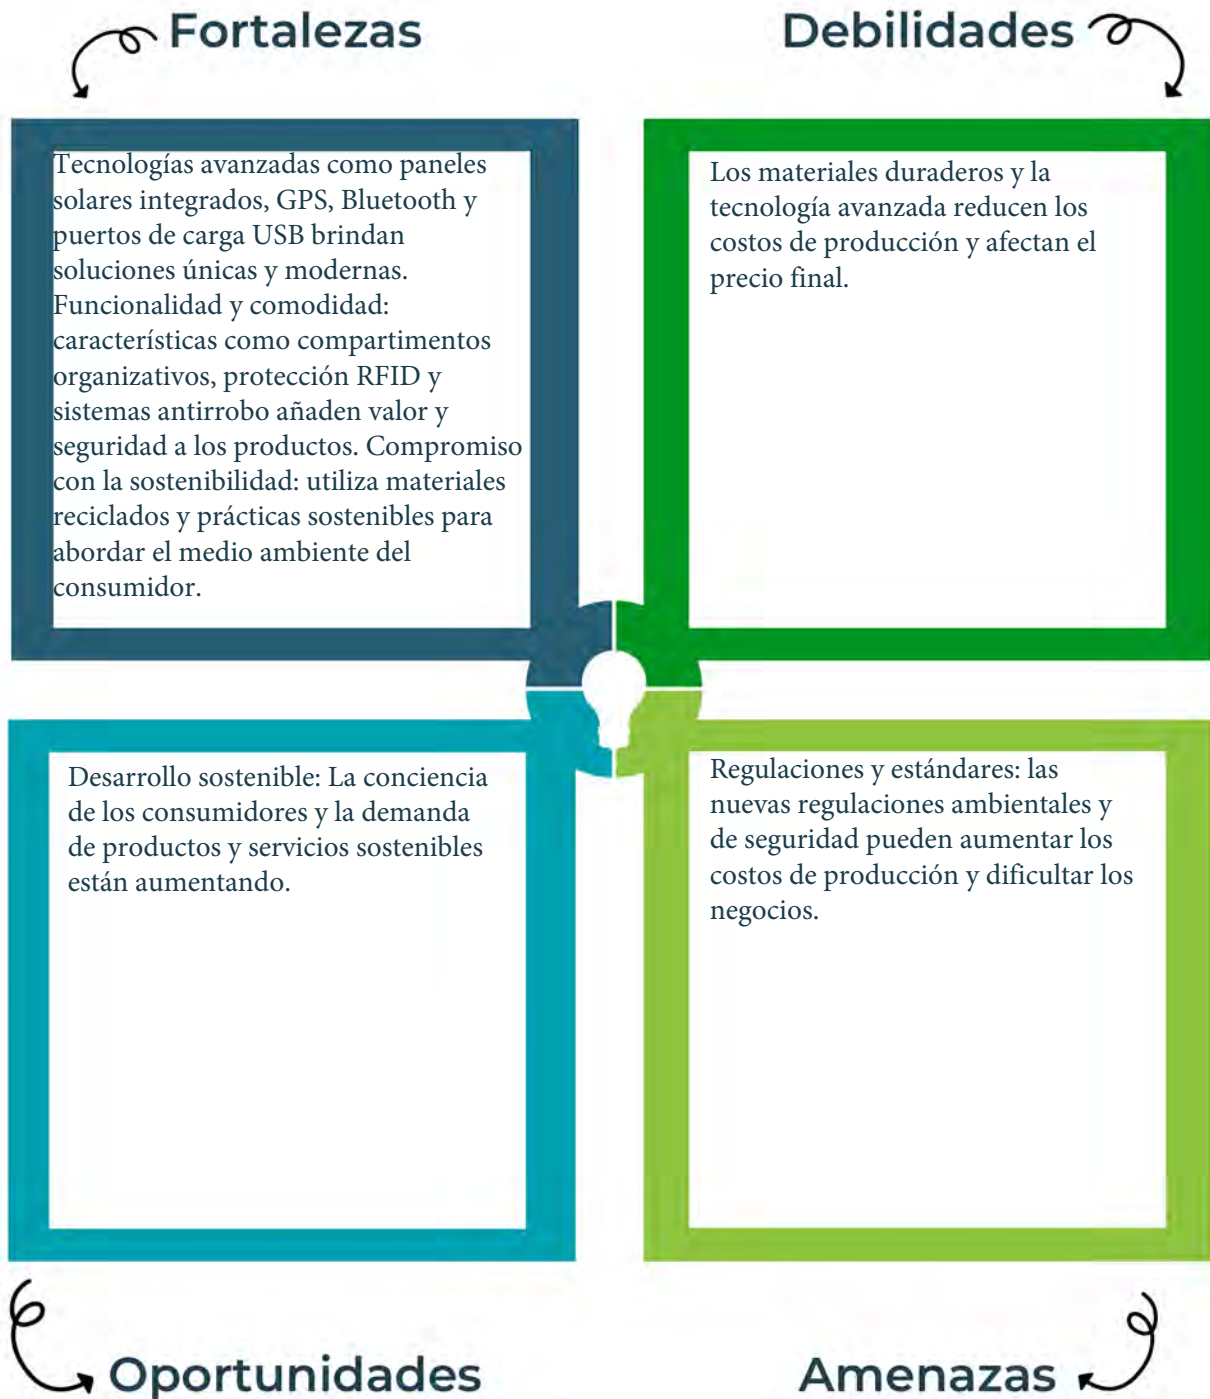 Fortalezas
Tecnologías avanzadas como paneles
solares integrados, GPS, Bluetooth y
puertos de carga USB brindan
soluciones únicas y modernas.
Funcionalidad y comodidad:
características como compartimentos
organizativos, protección RFID y
sistemas antirrobo añaden valor y
seguridad a los productos. Compromiso
con la sostenibilidad: utiliza materiales
reciclados y prácticas sostenibles para
abordar el medio ambiente del
consumidor.
Debilidades
Los materiales duraderos y la
tecnología avanzada reducen los
costos de producción y afectan el
precio final.
Desarrollo sostenible: La conciencia
de los consumidores y la demanda
de productos y servicios sostenibles
están aumentando.
Oportunidades
Regulaciones y estándares: las
nuevas regulaciones ambientales y
de seguridad pueden aumentar los
costos de producción y dificultar los
negocios.
Amenazas